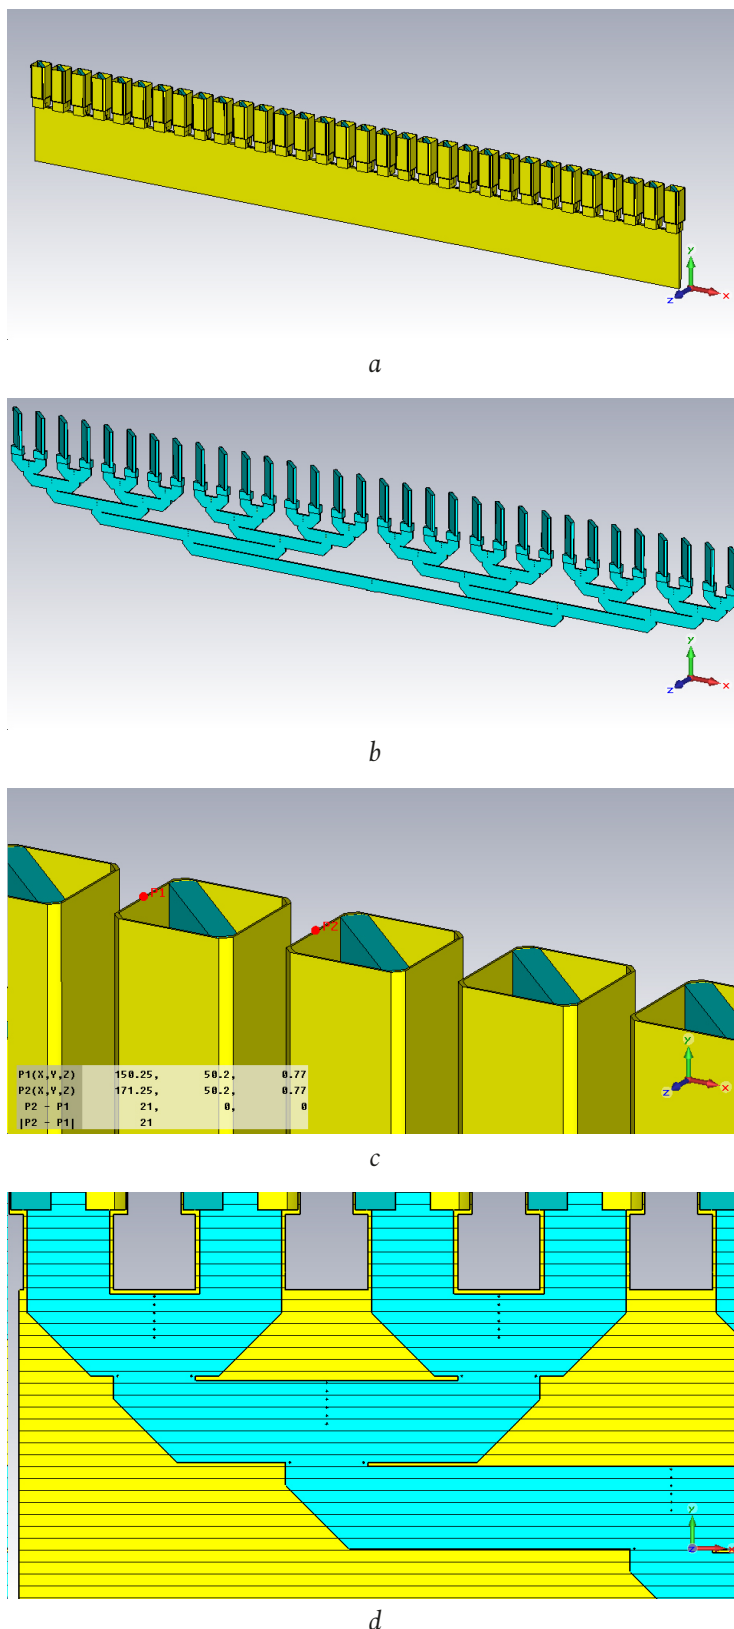 y
x
z
a
y
x
z
b
P1
P2
P1(X,Y,Z) 150.25, 50.2, 0.77
P2(X,Y,Z) 171.25, 50.2, 0.77
P2 - P1 21, 0, 0
|P2 - P1| 21
y
x
z
c
y
z
x
d